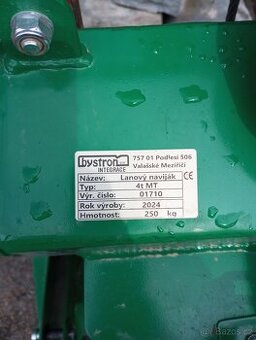 bystroň
INTEGRACE
757 01 Podlesí 506
Valašské Meziříčí
Název: Lanový naviják CE
Typ: 4t MT
Výr. číslo: 01710
Rok výroby: 2024
Hmotnost: 250 kg